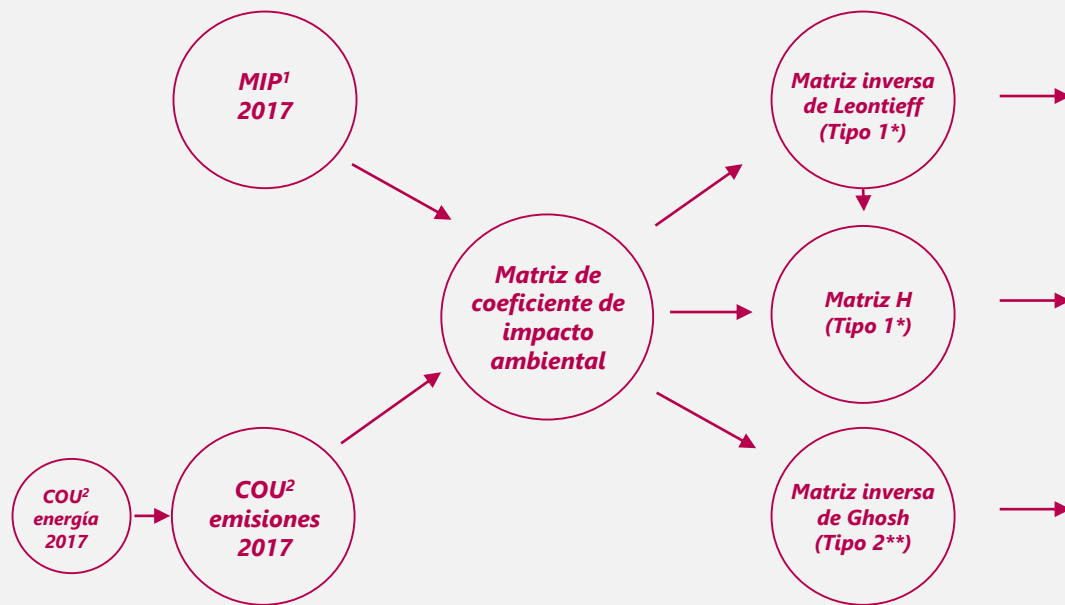 MIP¹
2017
Matriz inversa
de Leontieff
(Tipo 1*)
Matriz de
coeficiente de
impacto
ambiental
Matriz H
(Tipo 1*)
COU²
energía
2017
COU²
emisiones
2017
Matriz inversa
de Ghosh
(Tipo 2**)